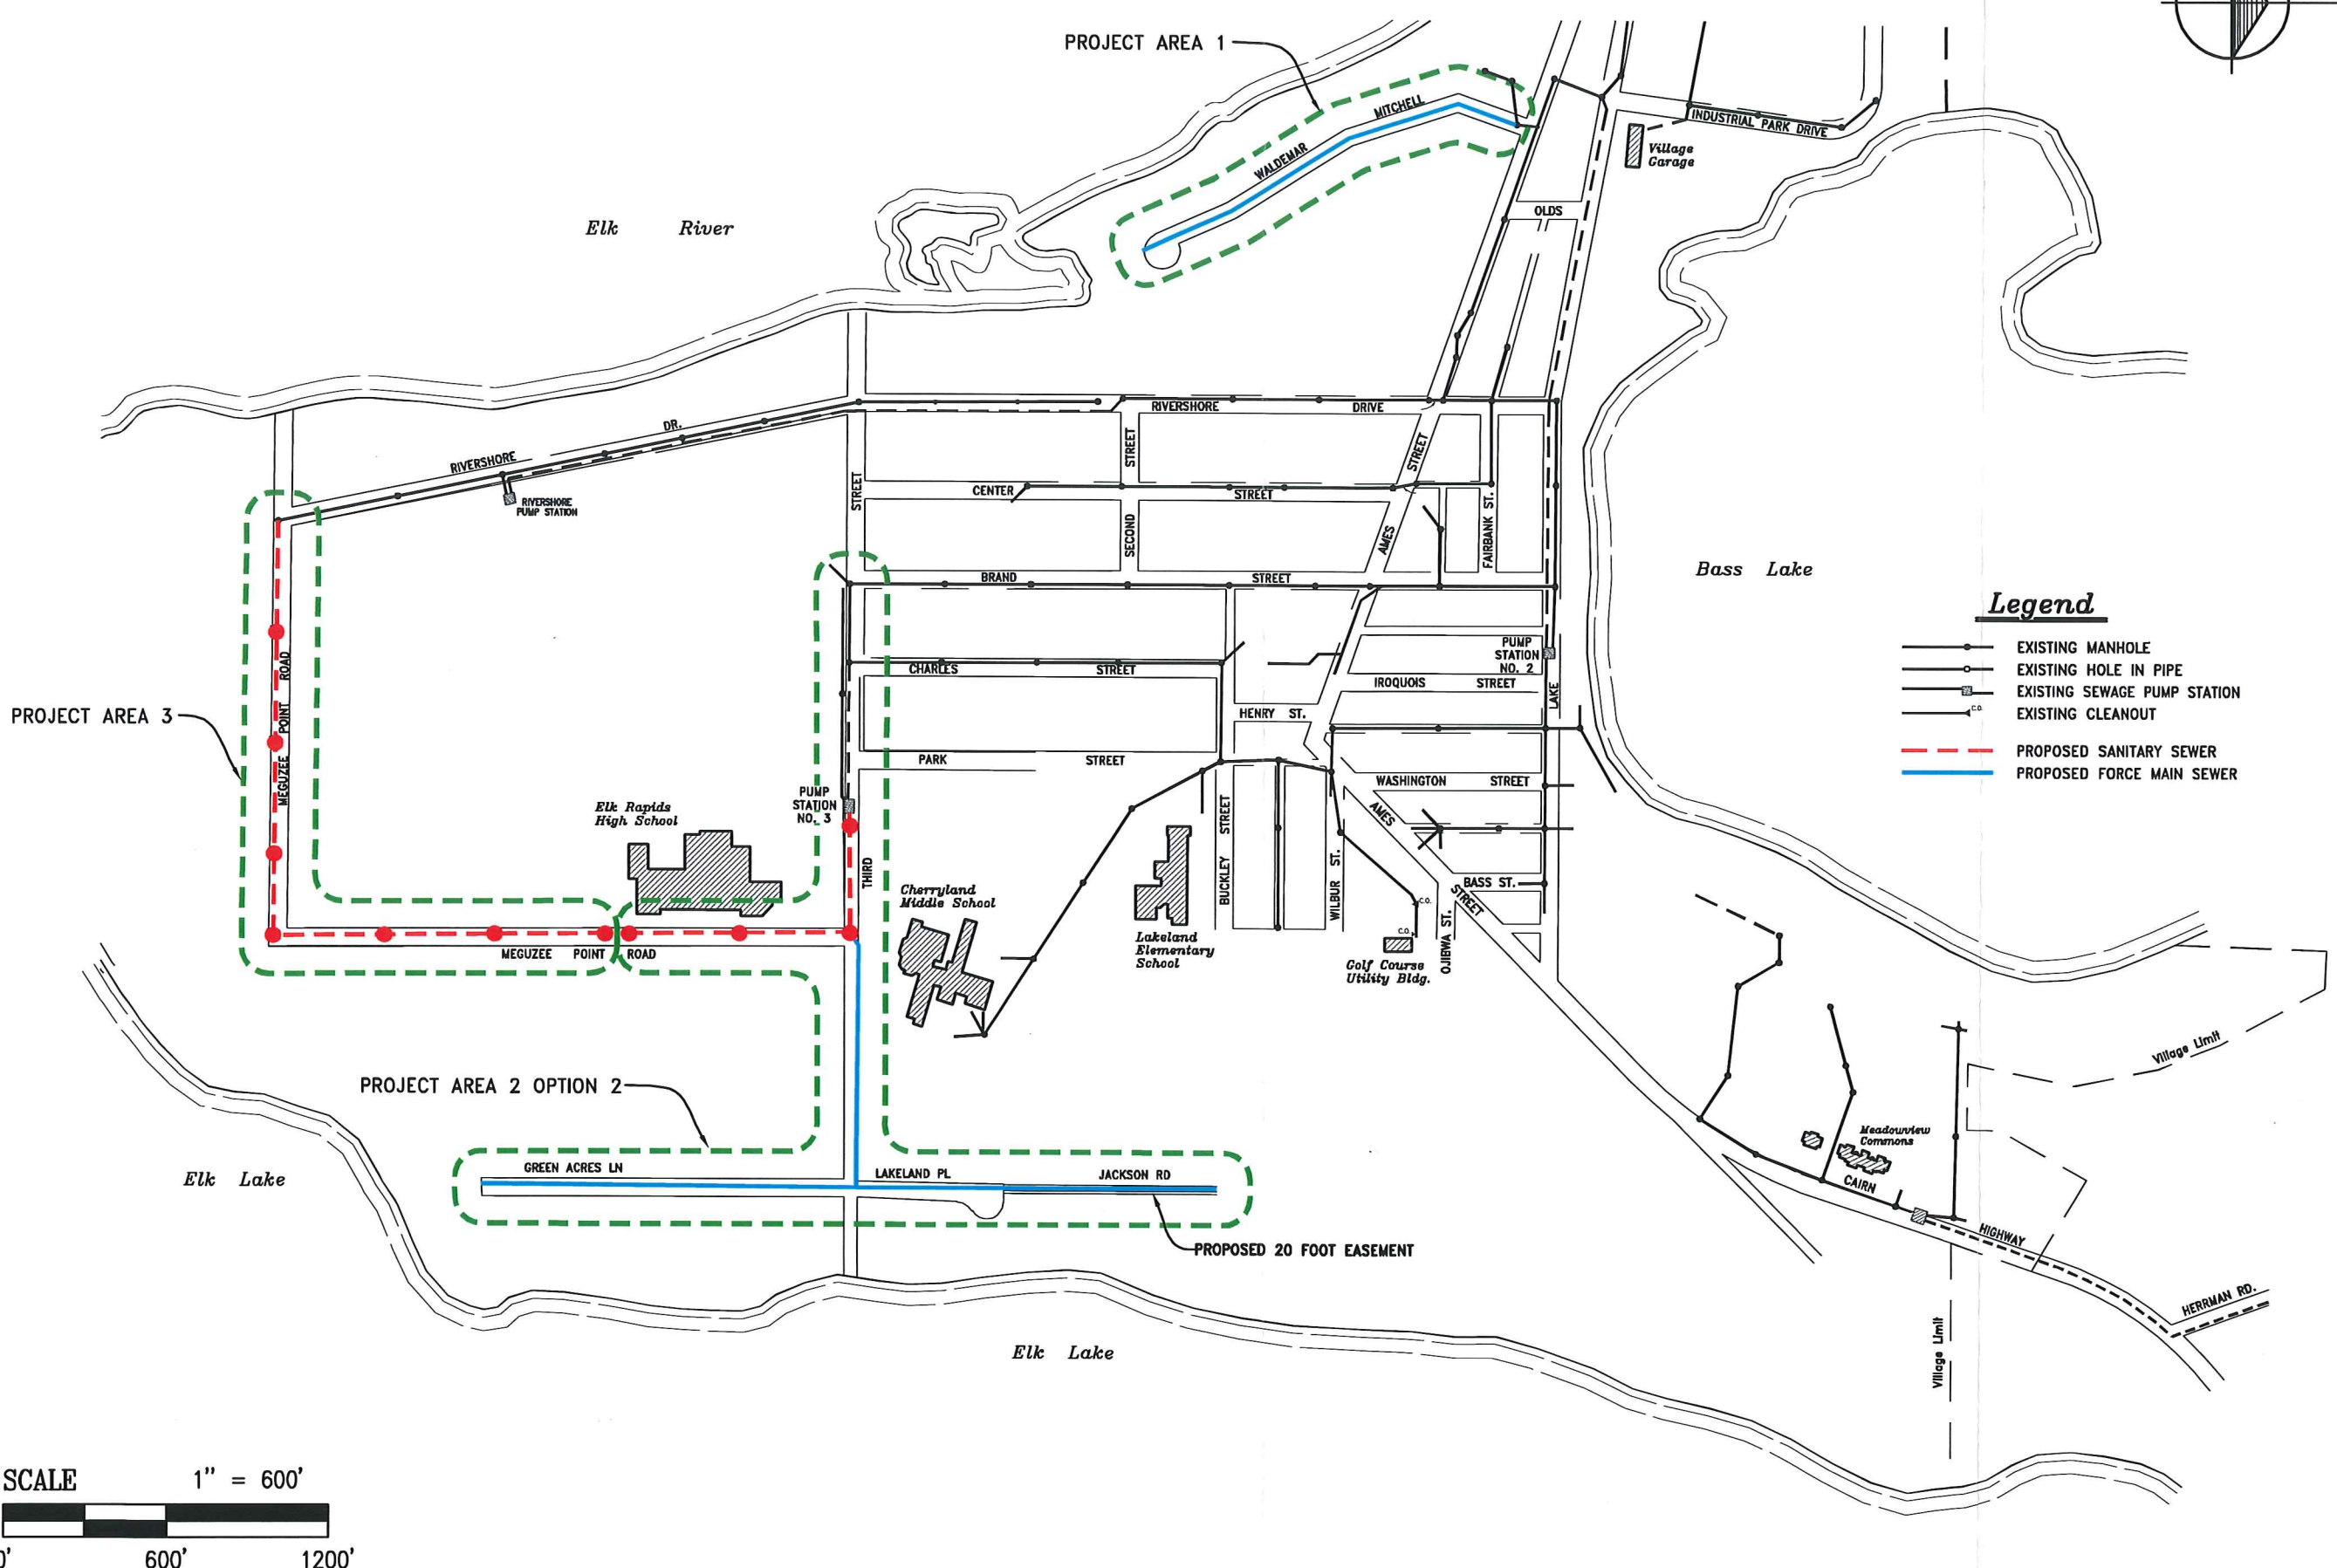 PROJECT AREA 1
MITCHELL
WALDEMAR
INDUSTRIAL PARK DRIVE
Village
Garage
OLDS
Elk River
RIVERSHORE DR.
RIVERSHORE
PUMP STATION
RIVERSHORE DRIVE
STREET
STREET
STREET
CENTER STREET
SECOND
AMES
FAIRBANK ST.
BRAND STREET
Bass Lake
PUMP
STATION
NO. 2
CHARLES STREET
IROQUOIS STREET
LAKE
HENRY ST.
PARK STREET
WASHINGTON STREET
Legend
EXISTING MANHOLE
EXISTING HOLE IN PIPE
EXISTING SEWAGE PUMP STATION
C.O.
EXISTING CLEANOUT
PROPOSED SANITARY SEWER
PROPOSED FORCE MAIN SEWER
PROJECT AREA 3
MEGUZEE POINT ROAD
Elk Rapids
High School
PUMP
STATION
NO. 3
THIRD
Cherryland
Middle School
BUCKLEY STREET
WILBUR ST.
AMES
STREET
BASS ST.
C.O.
C.O.
OJIBWA ST.
Lakeland
Elementary
School
Golf Course
Utility Bldg.
MEGUZEE POINT ROAD
PROJECT AREA 2 OPTION 2
GREEN ACRES LN
LAKELAND PL
JACKSON RD
PROPOSED 20 FOOT EASEMENT
Elk Lake
Elk Lake
Meadowview
Commons
CAIRN
HIGHWAY
HERRMAN RD.
Village Limit
Village Limit
SCALE 1" = 600'
0' 600' 1200'